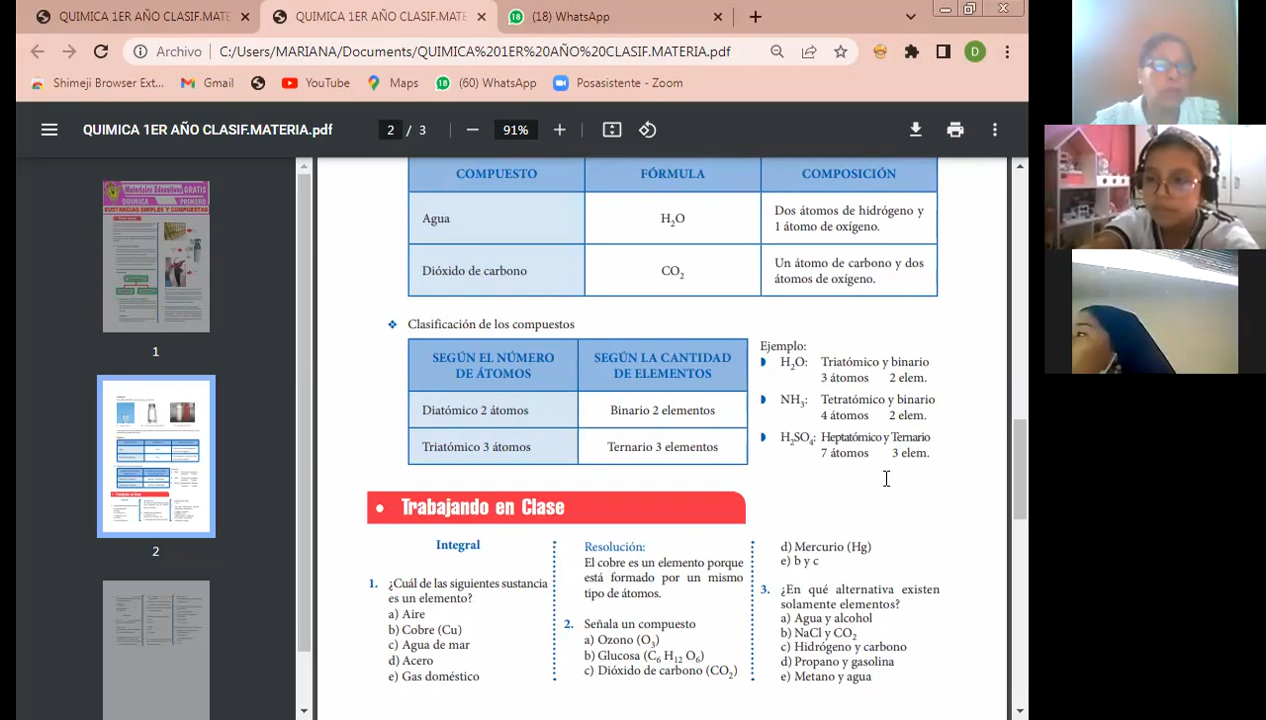 QUIMICA 1ER AÑO CLASIF.MATE
QUIMICA 1ER AÑO CLASIF.MATE
(18) WhatsApp
Archivo
C:/Users/MARIANA/Documents/QUIMICA%201ER%20AÑO%20CLASIF.MATERIA.pdf
D
Shimeji Browser Ext...
Gmail
YouTube
Maps
(60) WhatsApp
Posasistente - Zoom
QUIMICA 1ER AÑO CLASIF.MATERIA.pdf
2 / 3
91%
Materiales Educativos GRATIS
QUIMICA PRIMERO
SUSTANCIAS SIMPLES Y COMPUESTAS
1
2
COMPUESTO FÓRMULA COMPOSICIÓN
Agua H₂O Dos átomos de hidrógeno y
1 átomo de oxígeno.
Dióxido de carbono CO₂ Un átomo de carbono y dos
átomos de oxígeno.
❖ Clasificación de los compuestos
SEGÚN EL NÚMERO
DE ÁTOMOS
SEGÚN LA CANTIDAD
DE ELEMENTOS
Diatómico 2 átomos Binario 2 elementos
Triatómico 3 átomos Ternario 3 elementos
Ejemplo:
H₂O: Triatómico y binario
3 átomos 2 elem.
NH₃: Tetratómico y binario
4 átomos 2 elem.
H₂SO₄: Heptatómico y Ternario
7 átomos 3 elem.
• Trabajando en Clase
Integral
1. ¿Cuál de las siguientes sustancia
es un elemento?
a) Aire
b) Cobre (Cu)
c) Agua de mar
d) Acero
e) Gas doméstico
Resolución:
El cobre es un elemento porque
está formado por un mismo
tipo de átomos.
2. Señala un compuesto
a) Ozono (O₃)
b) Glucosa (C₆ H₁₂ O₆)
c) Dióxido de carbono (CO₂)
d) Mercurio (Hg)
e) b y c
3. ¿En qué alternativa existen
solamente elementos?
a) Agua y alcohol
b) NaCl y CO₂
c) Hidrógeno y carbono
d) Propano y gasolina
e) Metano y agua